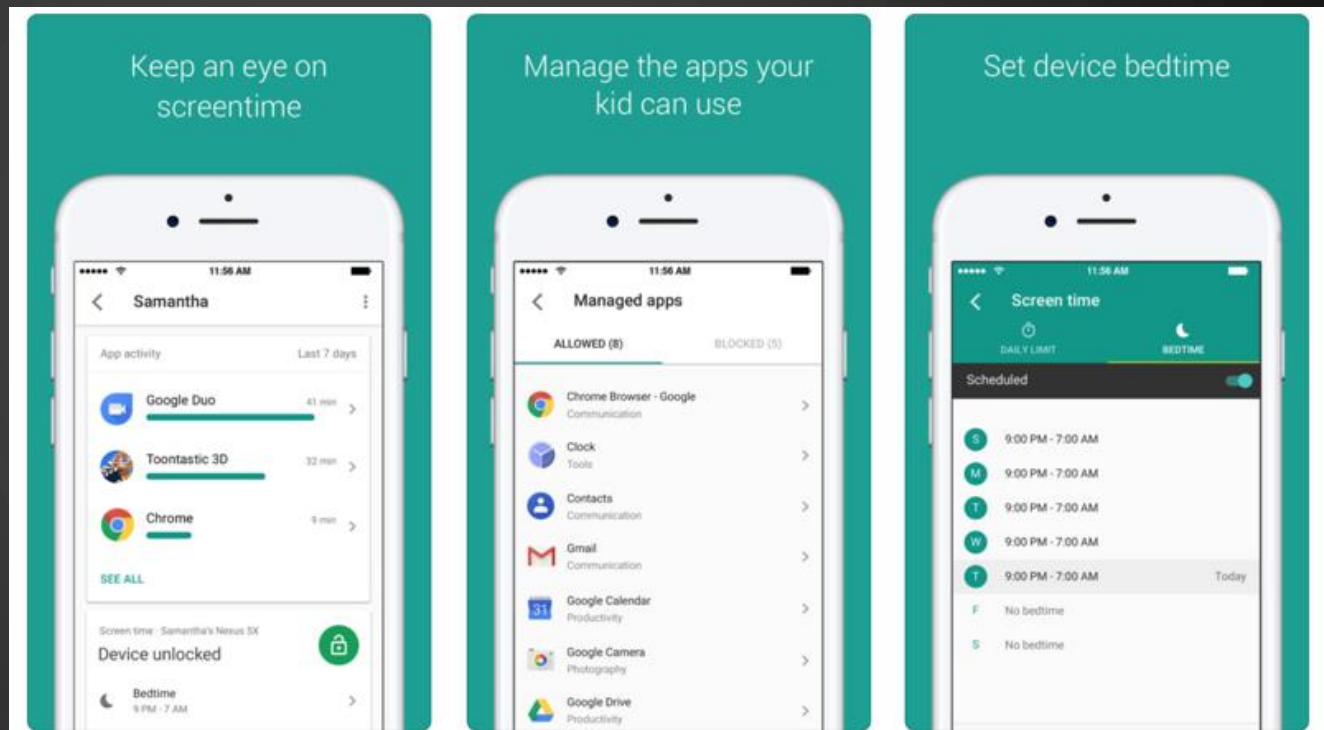 Keep an eye on
screentime
11:56 AM
Samantha
App activity Last 7 days
Google Duo 41 min
Toontastic 3D 32 min
Chrome 9 min
SEE ALL
Screen time - Samantha's Nexus 5X
Device unlocked
Bedtime
9 PM - 7 AM
Manage the apps your
kid can use
11:56 AM
Managed apps
ALLOWED (8) BLOCKED (5)
Chrome Browser - Google
Communication
Clock
Tools
Contacts
Communication
Gmail
Communication
31
Google Calendar
Productivity
Google Camera
Photography
Google Drive
Productivity
Set device bedtime
11:56 AM
Screen time
DAILY LIMIT BEDTIME
Scheduled
S 9:00 PM - 7:00 AM
M 9:00 PM - 7:00 AM
T 9:00 PM - 7:00 AM
W 9:00 PM - 7:00 AM
T 9:00 PM - 7:00 AM Today
F No bedtime
S No bedtime